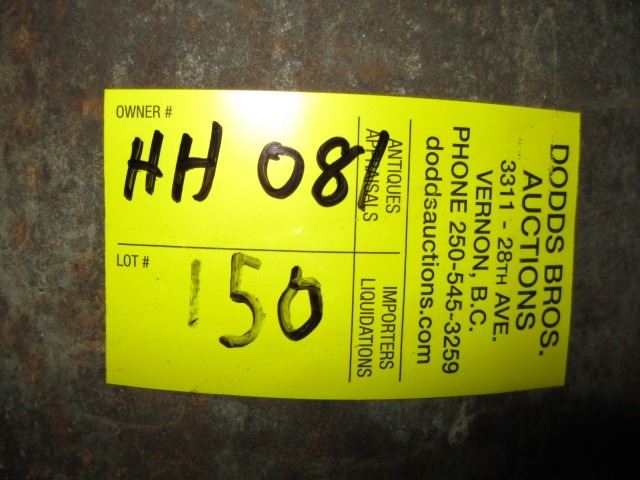 OWNER #
HH 081
LOT #
150
ANTIQUES
APPRAISALS
IMPORTERS
LIQUIDATIONS
DODDS BROS.
AUCTIONS
3311 - 28TH AVE.
VERNON, B.C.
PHONE 250-545-3259
doddsauctions.com